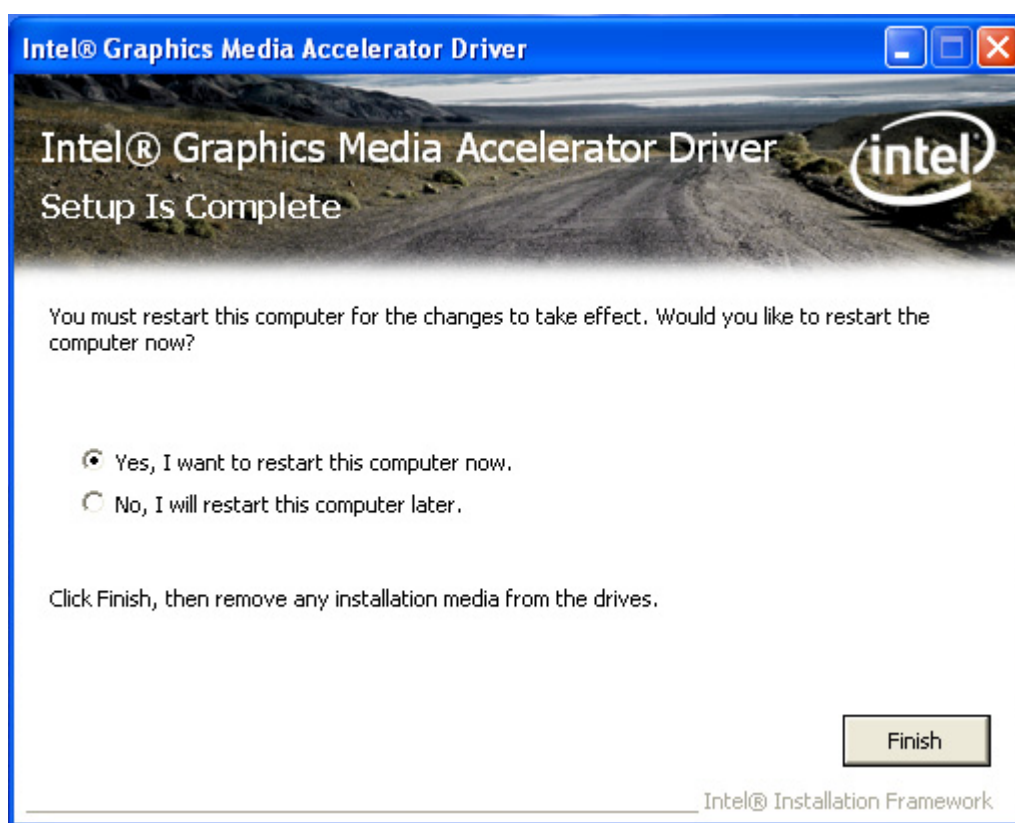 Intel® Graphics Media Accelerator Driver
Intel® Graphics Media Accelerator Driver
intel
Setup Is Complete
You must restart this computer for the changes to take effect. Would you like to restart the
computer now?
Yes, I want to restart this computer now.
No, I will restart this computer later.
Click Finish, then remove any installation media from the drives.
Finish
Intel® Installation Framework